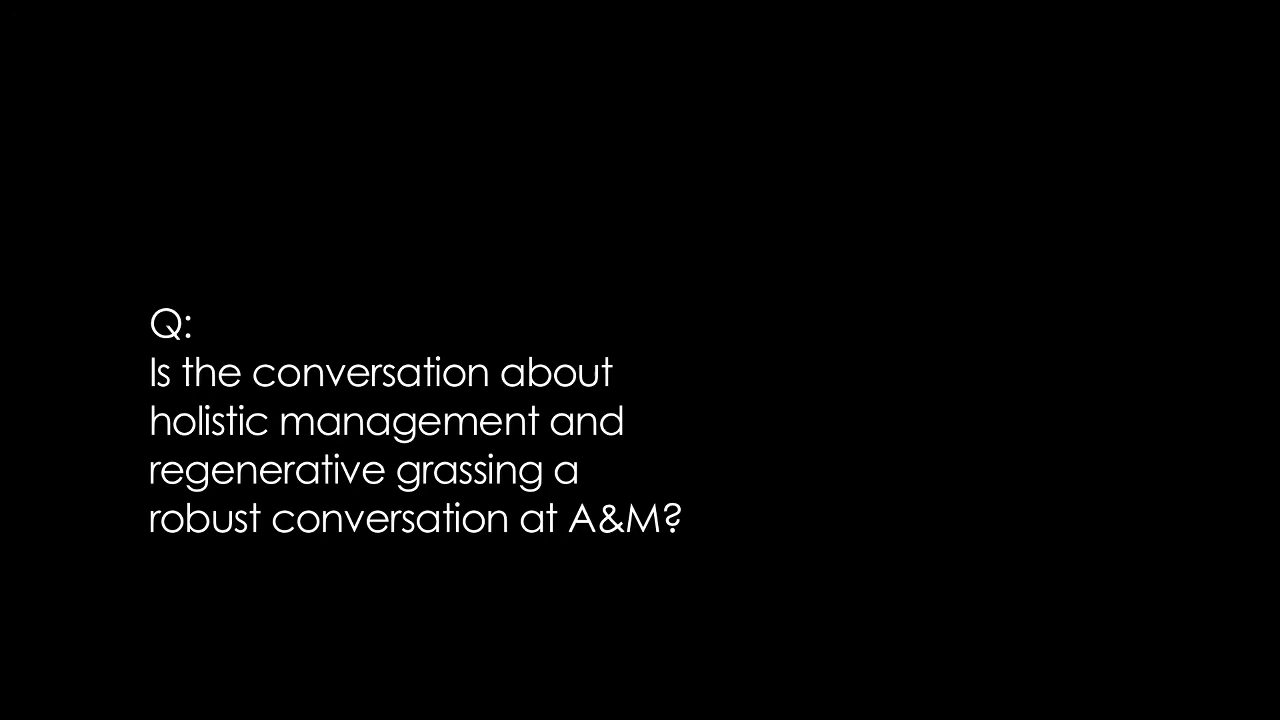 Q:
Is the conversation about
holistic management and
regenerative grassing a
robust conversation at A&M?